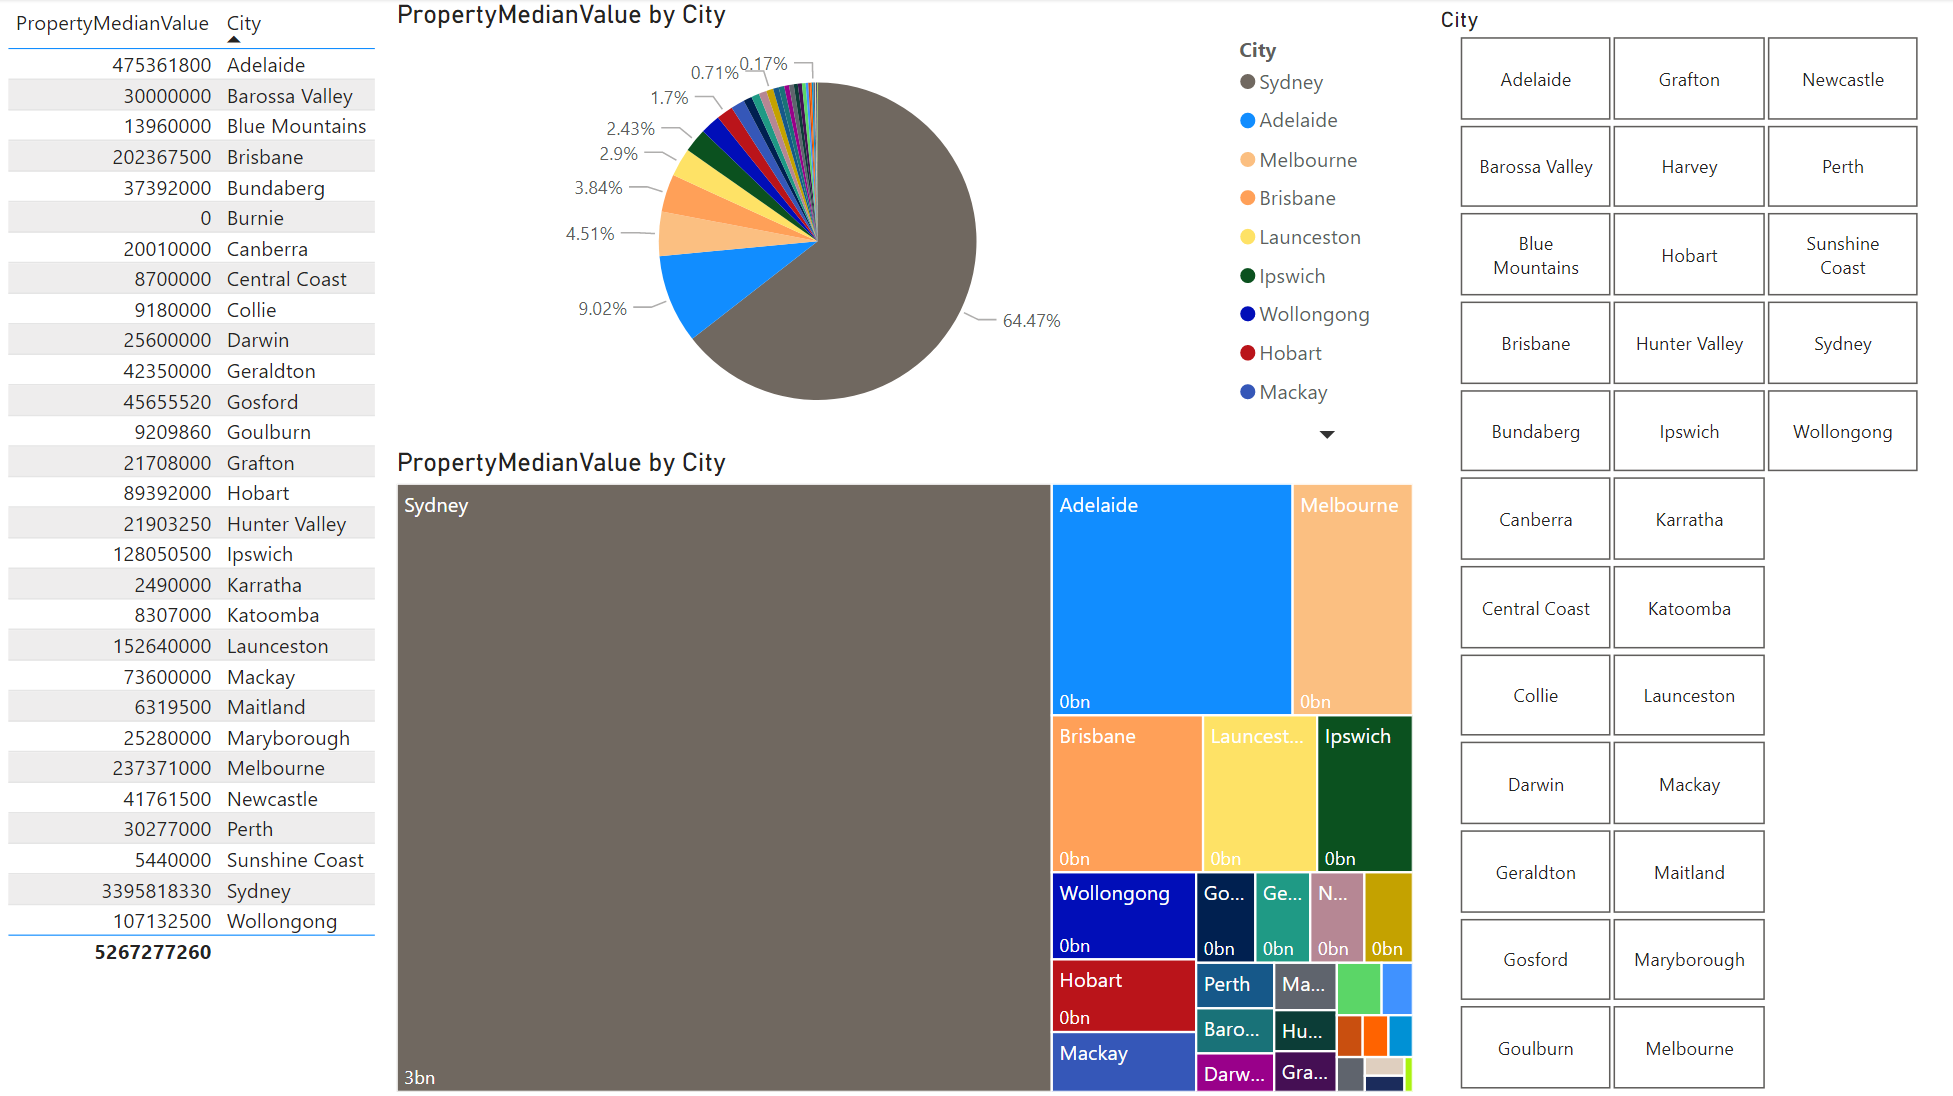 PropertyMedianValue City
475361800 Adelaide
30000000 Barossa Valley
13960000 Blue Mountains
202367500 Brisbane
37392000 Bundaberg
0 Burnie
20010000 Canberra
8700000 Central Coast
9180000 Collie
25600000 Darwin
42350000 Geraldton
45655520 Gosford
9209860 Goulburn
21708000 Grafton
89392000 Hobart
21903250 Hunter Valley
128050500 Ipswich
2490000 Karratha
8307000 Katoomba
152640000 Launceston
73600000 Mackay
6319500 Maitland
25280000 Maryborough
237371000 Melbourne
41761500 Newcastle
30277000 Perth
5440000 Sunshine Coast
3395818330 Sydney
107132500 Wollongong
5267277260
PropertyMedianValue by City
0.17%
0.71%
1.7%
2.43%
2.9%
3.84%
4.51%
9.02%
64.47%
City
Sydney
Adelaide
Melbourne
Brisbane
Launceston
Ipswich
Wollongong
Hobart
Mackay
PropertyMedianValue by City
Sydney
3bn
Adelaide
0bn
Melbourne
0bn
Brisbane
0bn
Launcest...
0bn
Ipswich
0bn
Wollongong
0bn
Hobart
0bn
Mackay
Go...
0bn
Ge...
0bn
N...
0bn
0bn
Perth
Baro...
Darw...
Ma...
Hu...
Gra...
City
Adelaide Grafton Newcastle
Barossa Valley Harvey Perth
Blue
Mountains
Hobart
Sunshine
Coast
Brisbane Hunter Valley Sydney
Bundaberg Ipswich Wollongong
Canberra Karratha
Central Coast Katoomba
Collie Launceston
Darwin Mackay
Geraldton Maitland
Gosford Maryborough
Goulburn Melbourne